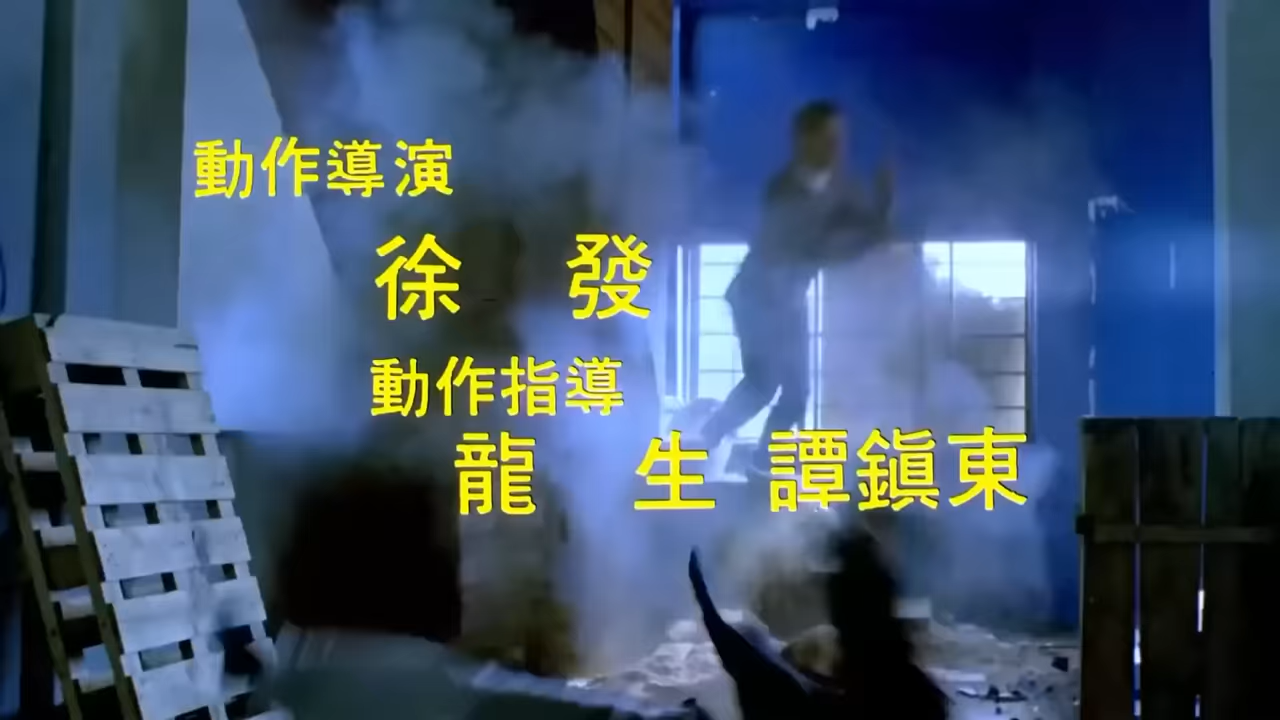 動作導演
徐 發
動作指導
龍 生 譚鎮東